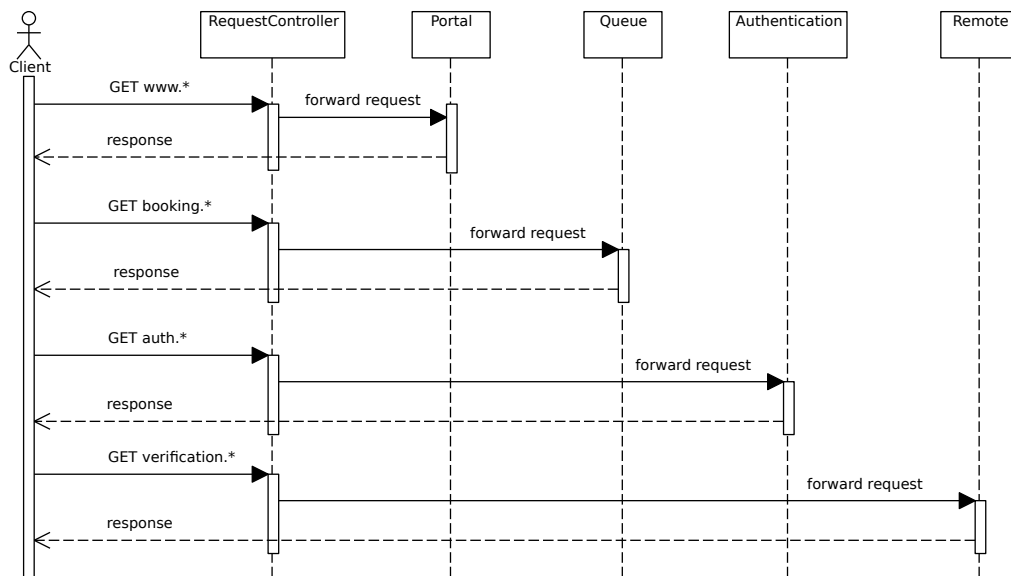 RequestController
Portal
Queue
Authentication
Remote
Client
GET www.*
forward request
response
GET booking.*
forward request
response
GET auth.*
forward request
response
GET verification.*
forward request
response